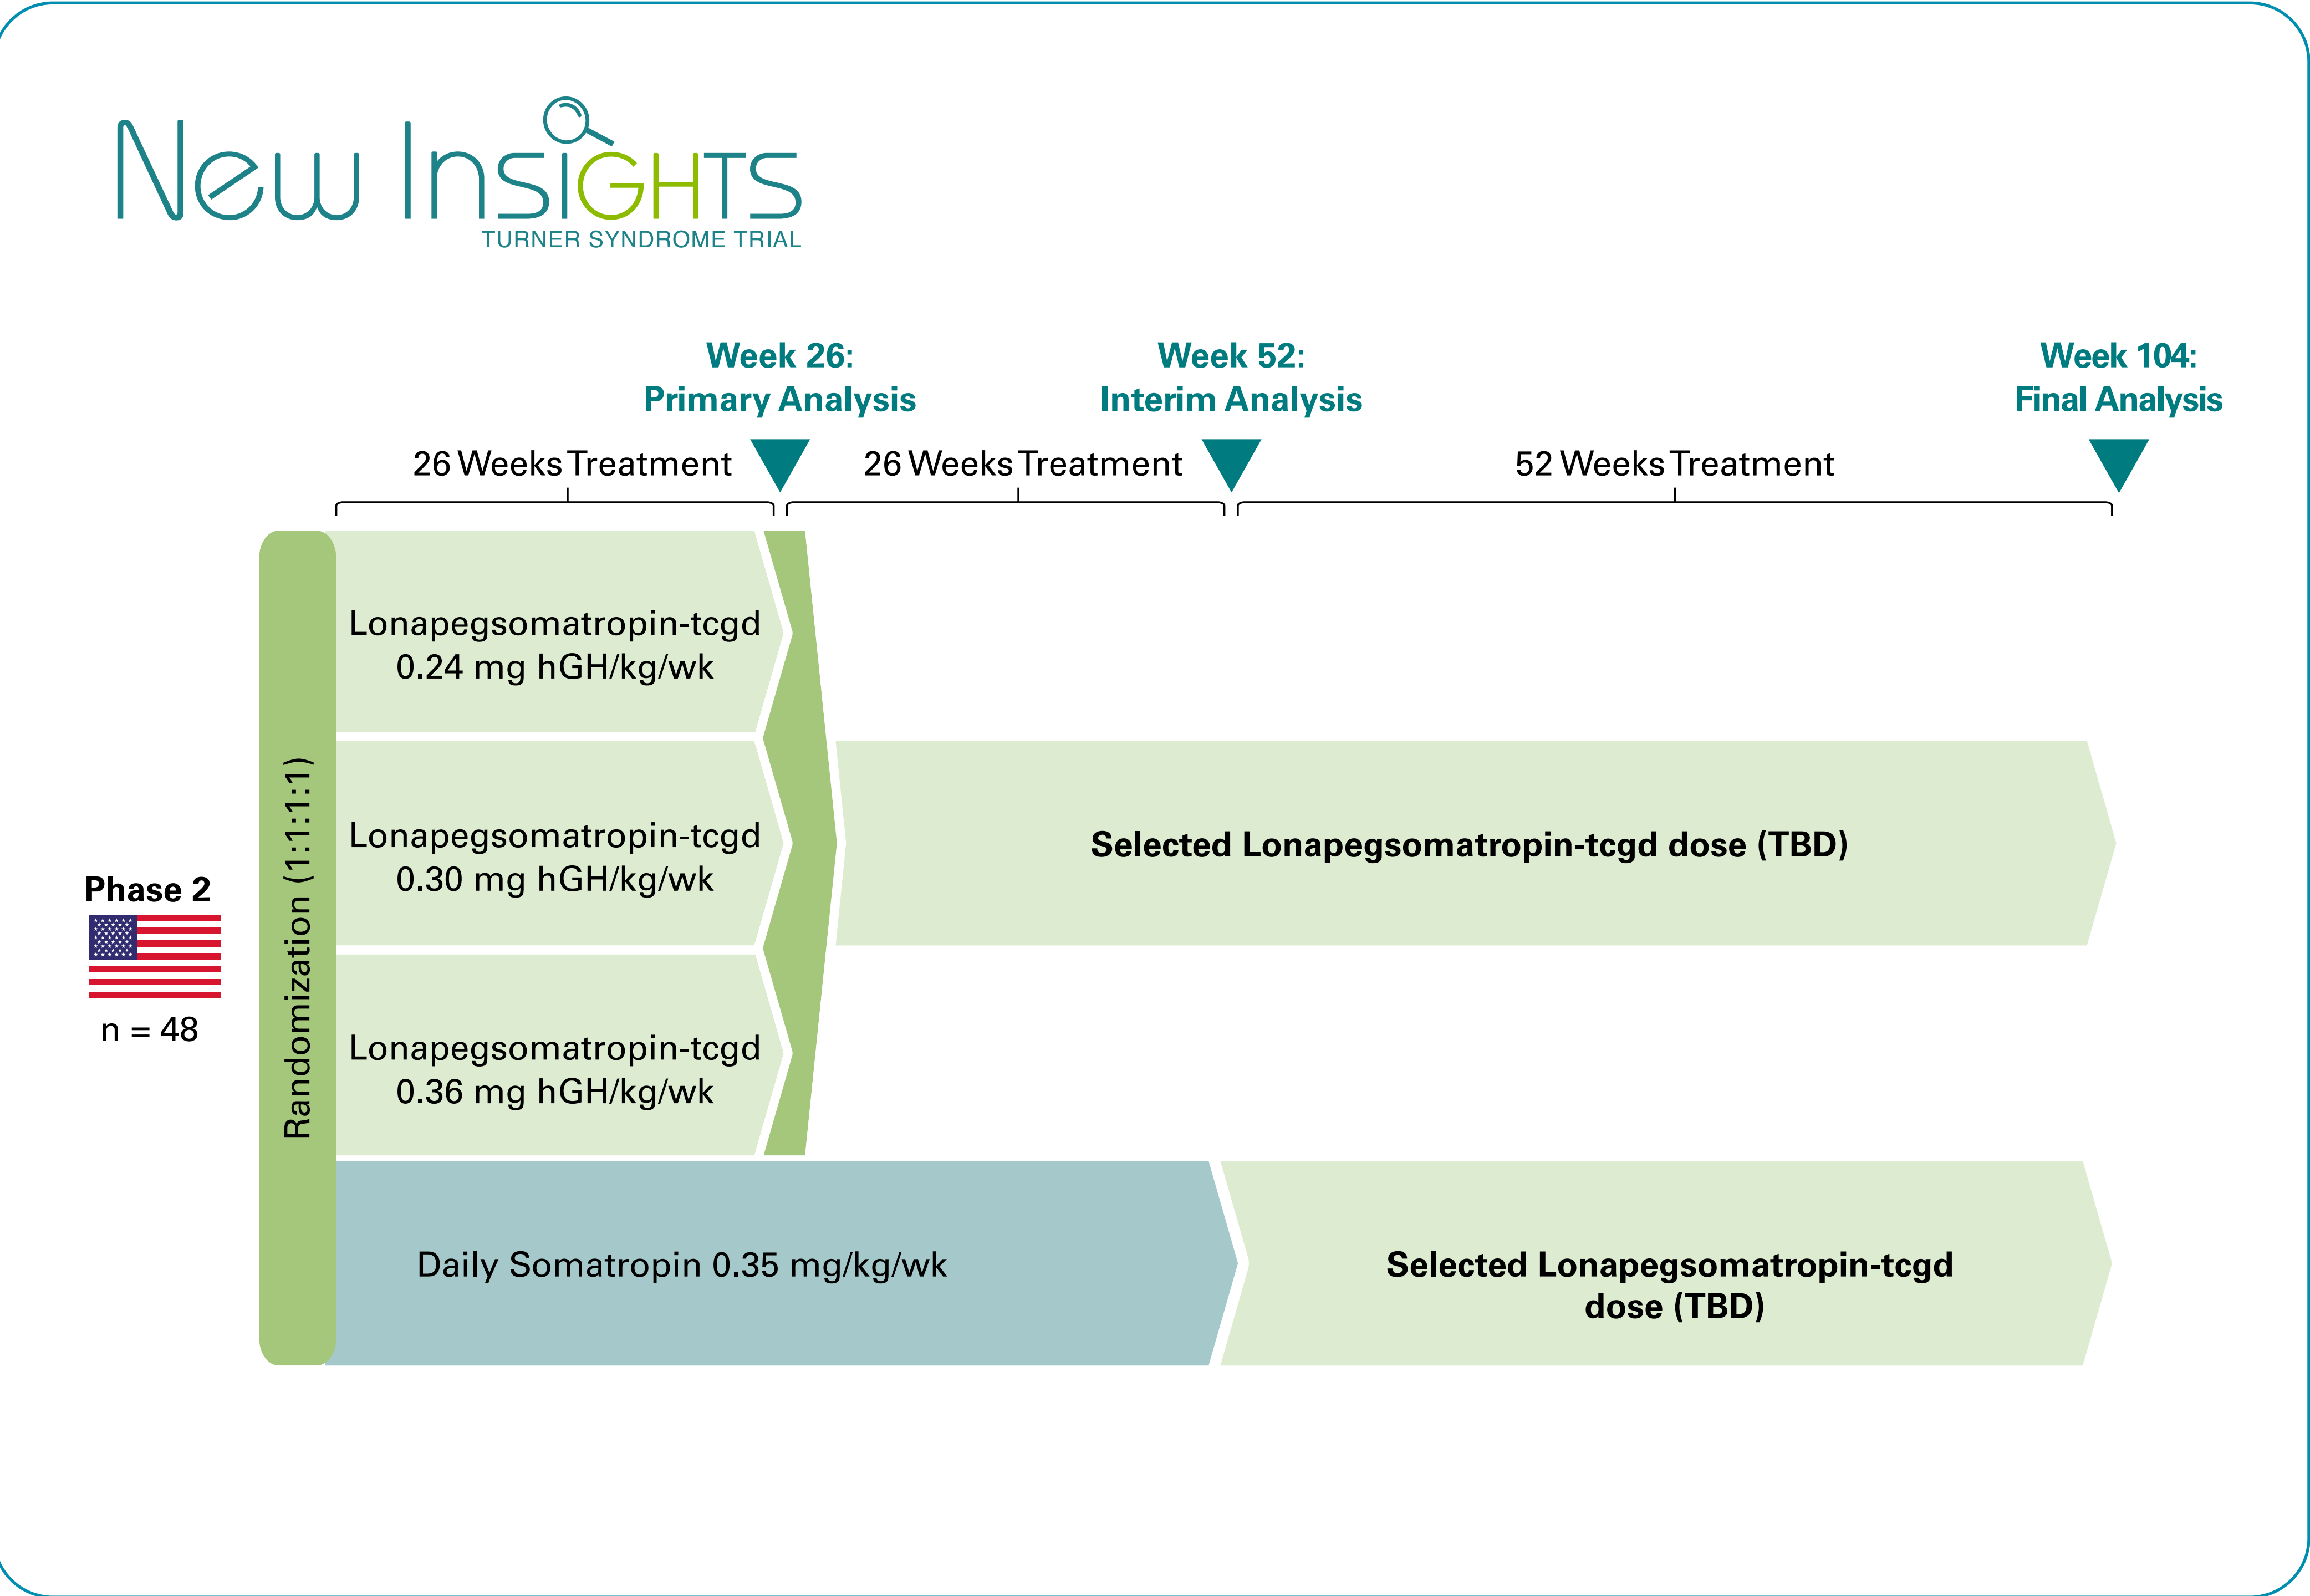 New InsiGHTS
TURNER SYNDROME TRIAL
Week 26:
Primary Analysis
Week 52:
Interim Analysis
Week 104:
Final Analysis
26 Weeks Treatment
26 Weeks Treatment
52 Weeks Treatment
Phase 2
n = 48
Randomization (1:1:1:1)
Lonapegsomatropin-tcgd
0.24 mg hGH/kg/wk
Lonapegsomatropin-tcgd
0.30 mg hGH/kg/wk
Lonapegsomatropin-tcgd
0.36 mg hGH/kg/wk
Selected Lonapegsomatropin-tcgd dose (TBD)
Daily Somatropin 0.35 mg/kg/wk
Selected Lonapegsomatropin-tcgd
dose (TBD)